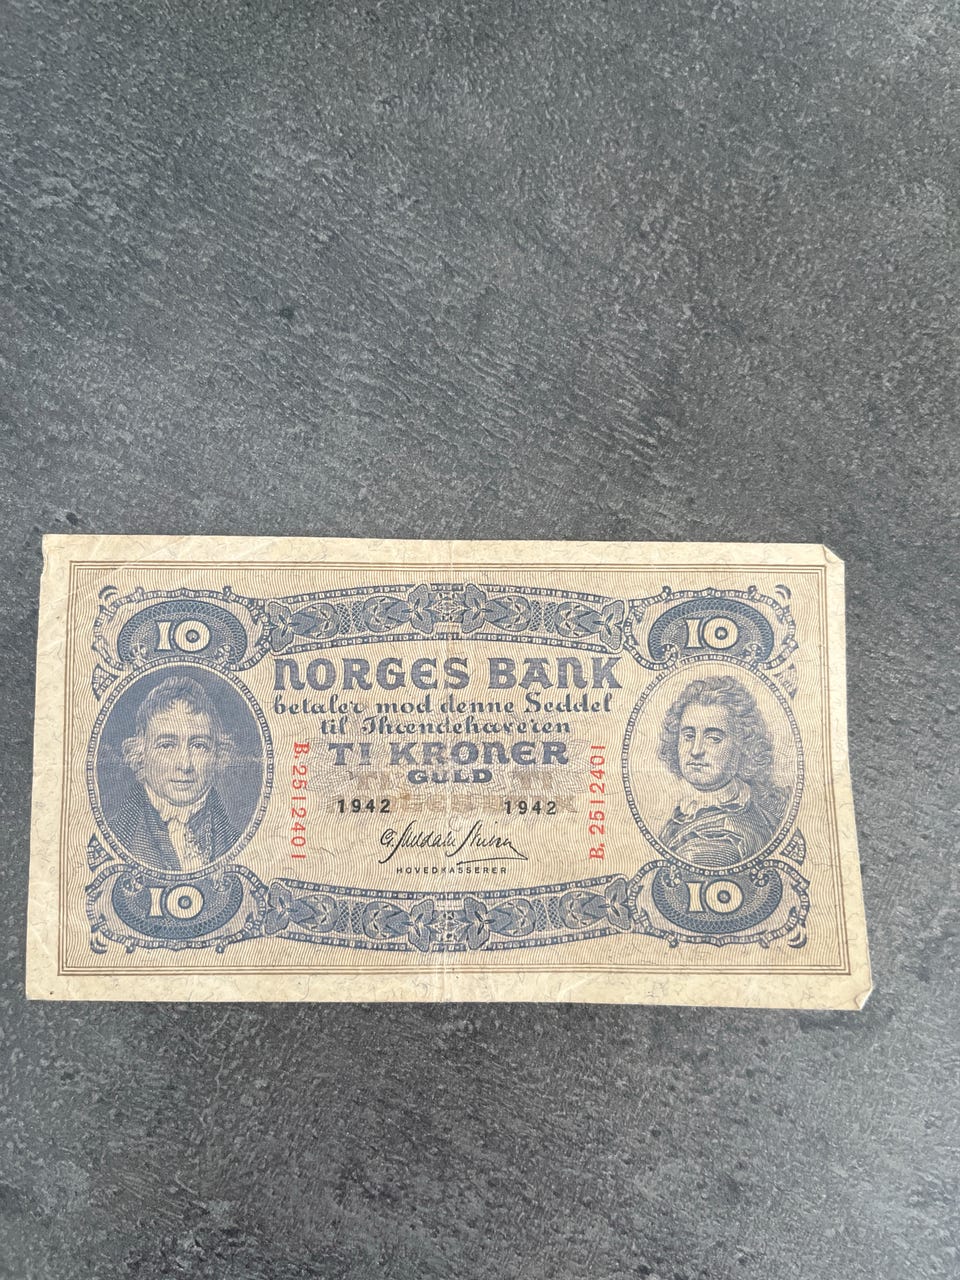 10 10
NORGES BANK
betaler mod denne Seddel
til Ihændehaveren
TI KRONER
GULD
B. 2512401
B. 2512401
1942 1942
HOVEDKASSERER
10 10